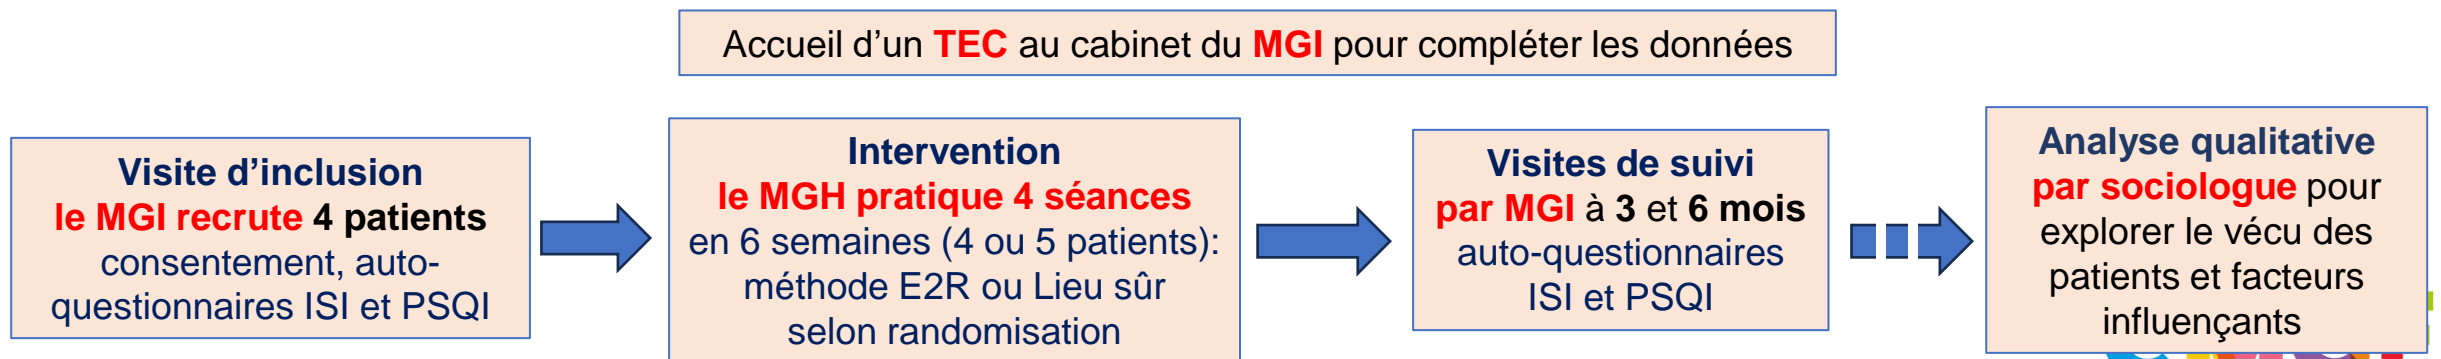 Accueil d'un TEC au cabinet du MGI pour compléter les données
Visite d'inclusion
le MGI recrute 4 patients
consentement, auto-
questionnaires ISI et PSQI
Intervention
le MGH pratique 4 séances
en 6 semaines (4 ou 5 patients):
méthode E2R ou Lieu sûr
selon randomisation
Visites de suivi
par MGI à 3 et 6 mois
auto-questionnaires
ISI et PSQI
Analyse qualitative
par sociologue pour
explorer le vécu des
patients et facteurs
influençants